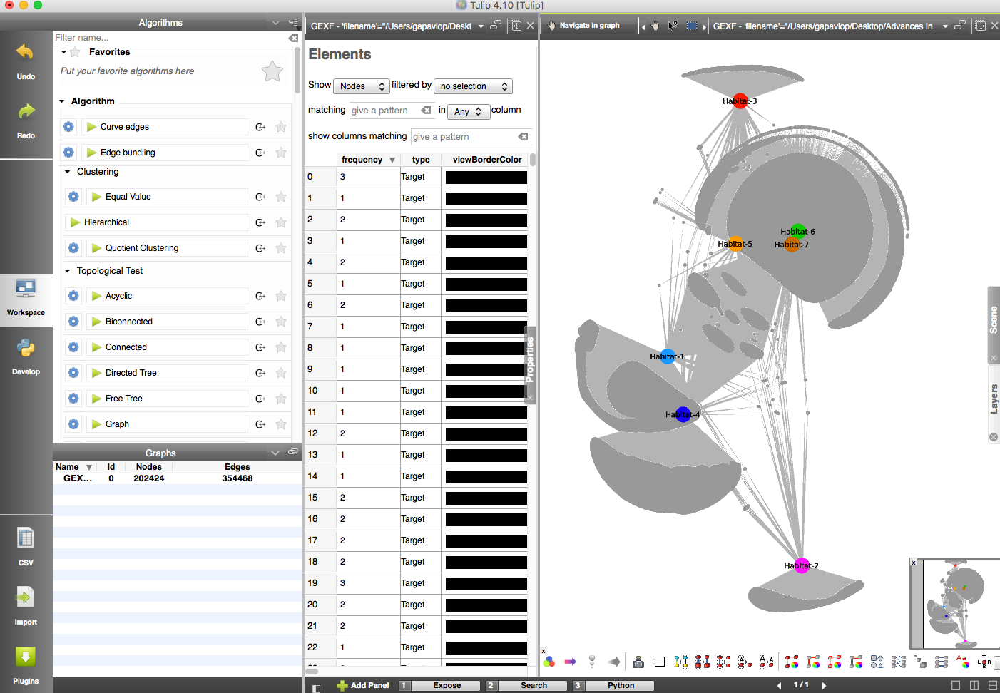 Tulip 4.10 [Tulip]
Algorithms
Filter name...
Favorites
Put your favorite algorithms here
Algorithm
Curve edges
Edge bundling
Clustering
Equal Value
Hierarchical
Quotient Clustering
Topological Test
Acyclic
Biconnected
Connected
Directed Tree
Free Tree
Graph
Undo
Redo
Workspace
Develop
CSV
Import
Plugins
Graphs
Name Id Nodes Edges
GEX... 0 202424 354468
GEXF - 'filename'="/Users/gapavlop/Deskt
Elements
Show Nodes filtered by no selection
matching give a pattern in Any column
show columns matching give a pattern
frequency type viewBorderColor
0 3 Target
1 1 Target
2 2 Target
3 1 Target
4 2 Target
5 1 Target
6 2 Target
7 1 Target
8 1 Target
9 1 Target
10 1 Target
11 1 Target
12 2 Target
13 1 Target
14 1 Target
15 2 Target
16 2 Target
17 2 Target
18 2 Target
19 3 Target
20 2 Target
21 2 Target
22 1 Target
Properties
Navigate in graph
GEXF - 'filename'="/Users/gapavlop/Desktop/Advances In
Habitat-3
Habitat-6
Habitat-5
Habitat-7
Habitat-1
Habitat-4
Habitat-2
Scene
Layers
Add Panel
1 Expose
2 Search
3 Python
1 / 1